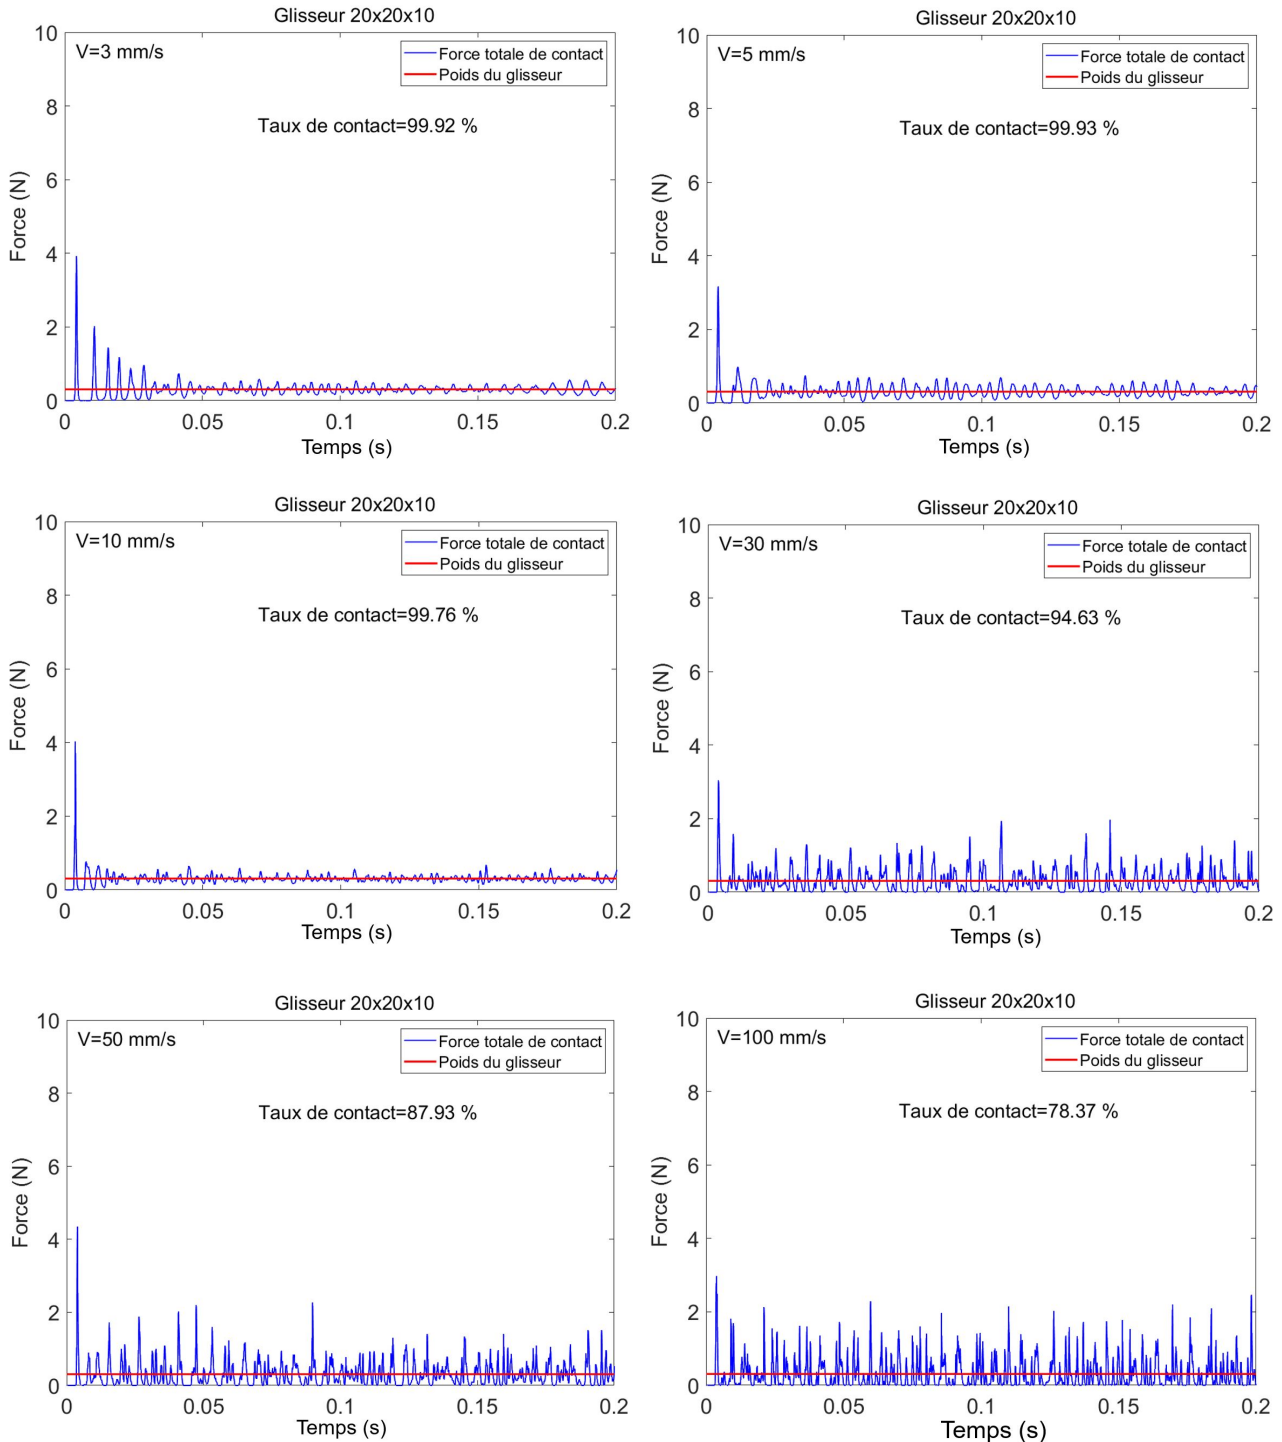 Glisseur 20x20x10
V=3 mm/s
Force totale de contact
Poids du glisseur
Taux de contact=99.92 %
Force (N)
10
8
6
4
2
0
0 0.05 0.1 0.15 0.2
Temps (s)
Glisseur 20x20x10
V=5 mm/s
Force totale de contact
Poids du glisseur
Taux de contact=99.93 %
Force (N)
10
8
6
4
2
0
0 0.05 0.1 0.15 0.2
Temps (s)
Glisseur 20x20x10
V=10 mm/s
Force totale de contact
Poids du glisseur
Taux de contact=99.76 %
Force (N)
10
8
6
4
2
0
0 0.05 0.1 0.15 0.2
Temps (s)
Glisseur 20x20x10
V=30 mm/s
Force totale de contact
Poids du glisseur
Taux de contact=94.63 %
Force (N)
10
8
6
4
2
0
0 0.05 0.1 0.15 0.2
Temps (s)
Glisseur 20x20x10
V=50 mm/s
Force totale de contact
Poids du glisseur
Taux de contact=87.93 %
Force (N)
10
8
6
4
2
0
0 0.05 0.1 0.15 0.2
Temps (s)
Glisseur 20x20x10
V=100 mm/s
Force totale de contact
Poids du glisseur
Taux de contact=78.37 %
Force (N)
10
8
6
4
2
0
0 0.05 0.1 0.15 0.2
Temps (s)